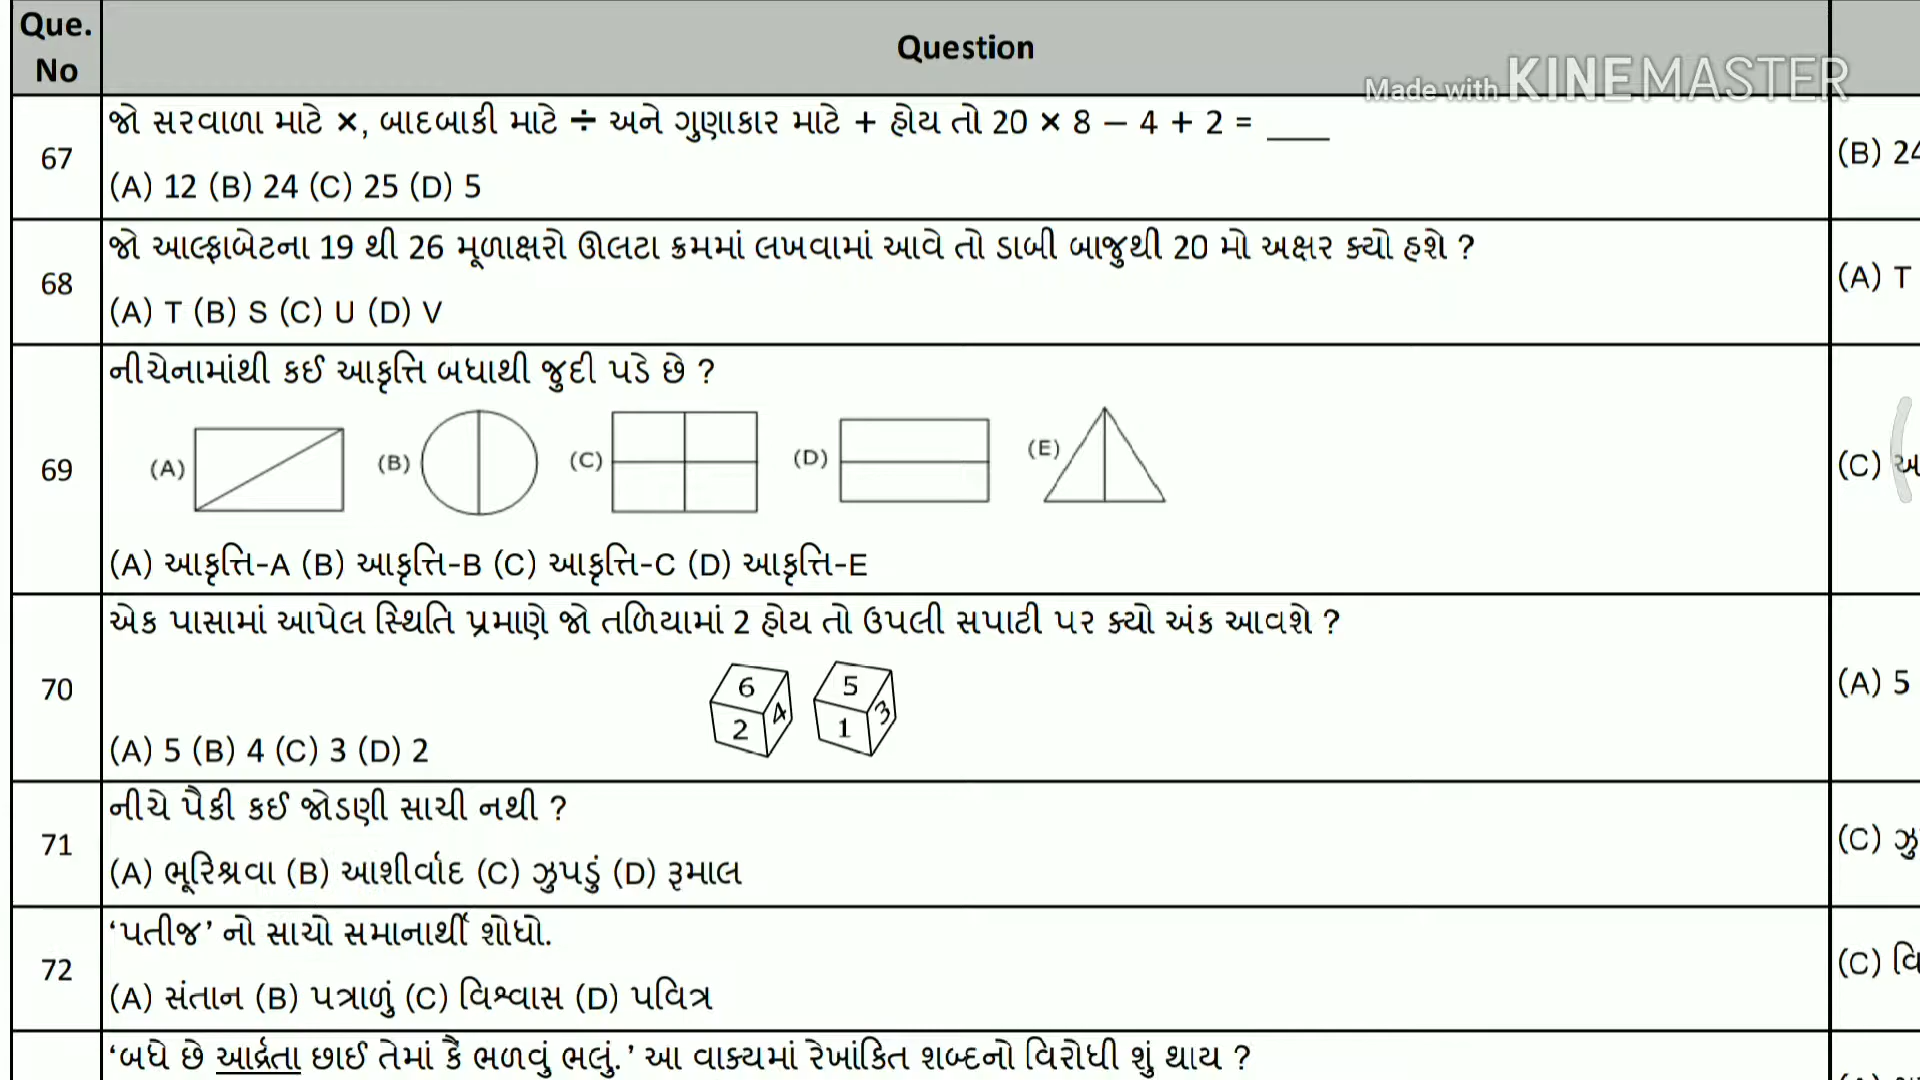 Que.
No
Question
Made with KINEMASTER
67
જો સરવાળા માટે ×, બાદબાકી માટે ÷ અને ગુણાકાર માટે + હોય તો 20 × 8 – 4 + 2 = ____
(A) 12 (B) 24 (C) 25 (D) 5
(B) 24
68
જો આલ્ફાબેટના 19 થી 26 મૂળાક્ષરો ઊલટા ક્રમમાં લખવામાં આવે તો ડાબી બાજુથી 20 મો અક્ષર ક્યો હશે ?
(A) T (B) S (C) U (D) V
(A) T
69
નીચેનામાંથી કઈ આકૃત્તિ બધાથી જુદી પડે છે ?
(A) (B) (C) (D) (E)
(A) આકૃત્તિ-A (B) આકૃત્તિ-B (C) આકૃત્તિ-C (D) આકૃત્તિ-E
(C)
70
એક પાસામાં આપેલ સ્થિતિ પ્રમાણે જો તળિયામાં 2 હોય તો ઉપલી સપાટી પર ક્યો અંક આવશે ?
6 2 4 5 1 3
(A) 5 (B) 4 (C) 3 (D) 2
(A) 5
71
નીચે પૈકી કઈ જોડણી સાચી નથી ?
(A) ભૂરિશ્રવા (B) આશીર્વાદ (C) ઝુપડું (D) રૂમાલ
(C) ઝુ
72
‘પતીજ’ નો સાચો સમાનાર્થી શોધો.
(A) સંતાન (B) પત્રાળું (C) વિશ્વાસ (D) પવિત્ર
(C) વિ
‘બધે છે આર્દ્રતા છાઈ તેમાં કૈં ભળવું ભલું.’ આ વાક્યમાં રેખાંકિત શબ્દનો વિરોધી શું થાય ?